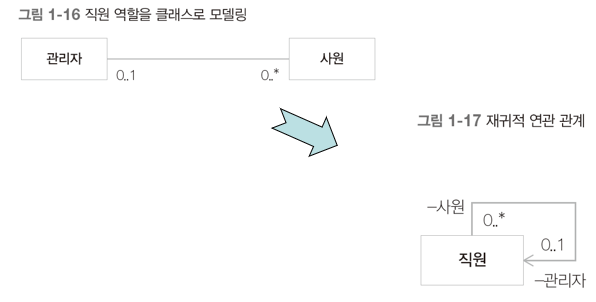 그림 1-16 직원 역할을 클래스로 모델링
관리자
사원
0..1
0..*
그림 1-17 재귀적 연관 관계
–사원
0..*
0..1
직원
–관리자